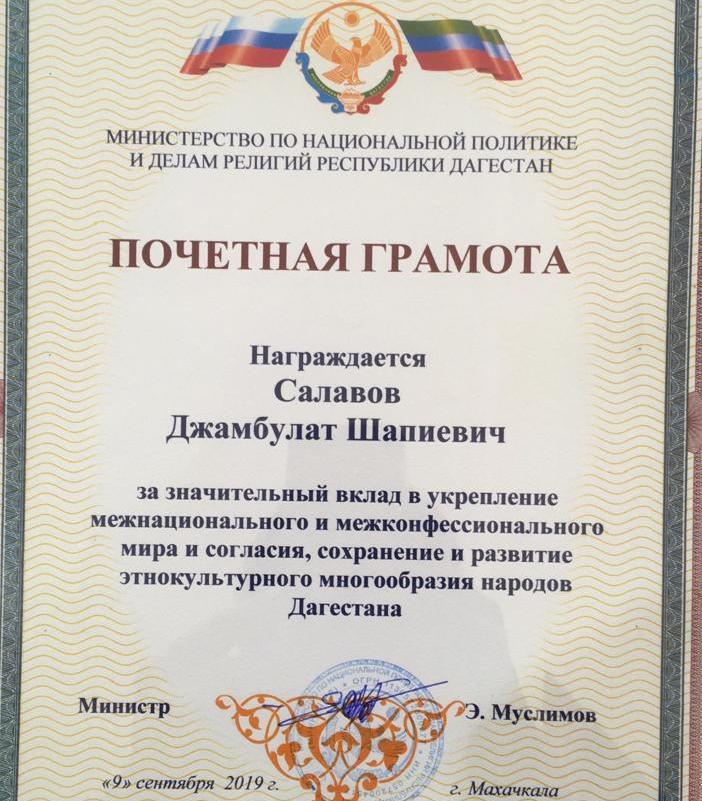 МИНИСТЕРСТВО ПО НАЦИОНАЛЬНОЙ ПОЛИТИКЕ
И ДЕЛАМ РЕЛИГИЙ РЕСПУБЛИКИ ДАГЕСТАН
ПОЧЕТНАЯ ГРАМОТА
Награждается
Салавов
Джамбулат Шапиевич
за значительный вклад в укрепление
межнационального и межконфессионального
мира и согласия, сохранение и развитие
этнокультурного многообразия народов
Дагестана
Министр
Э. Муслимов
«9» сентября 2019 г.
г. Махачкала